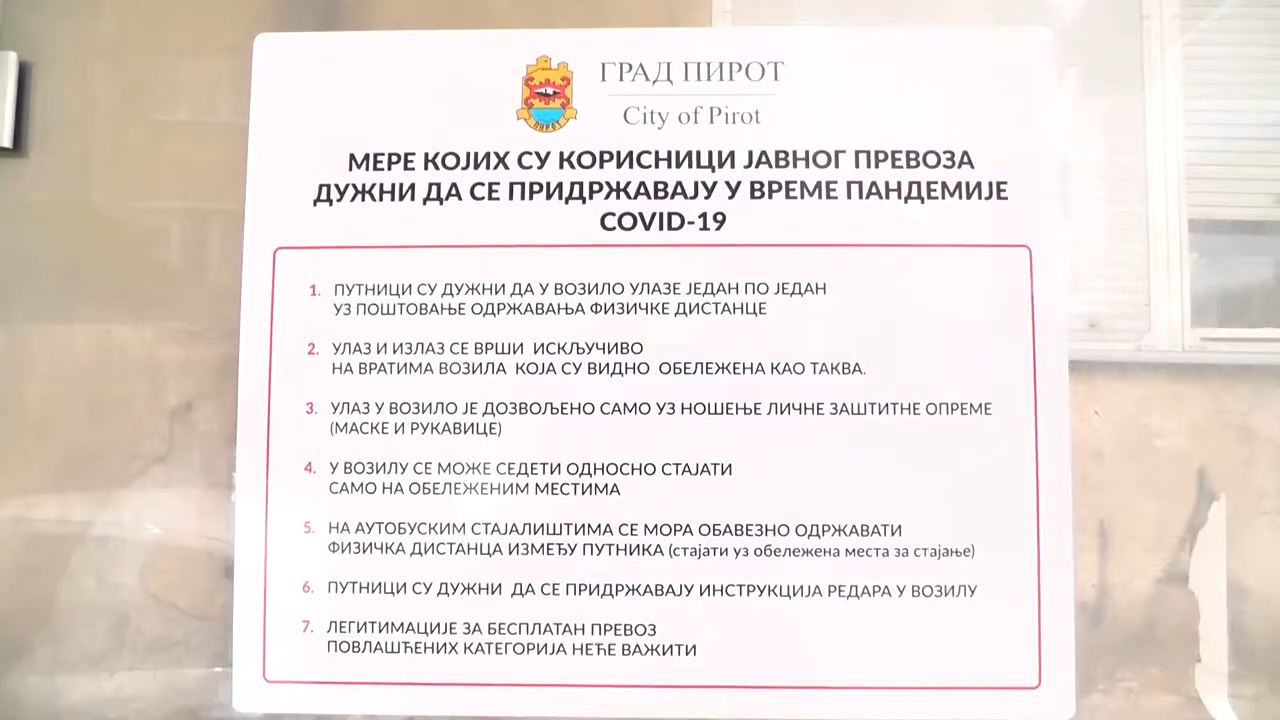 ГРАД ПИРОТ
City of Pirot
ПИРОТ
МЕРЕ КОЈИХ СУ КОРИСНИЦИ ЈАВНОГ ПРЕВОЗА
ДУЖНИ ДА СЕ ПРИДРЖАВАЈУ У ВРЕМЕ ПАНДЕМИЈЕ
COVID-19
1. ПУТНИЦИ СУ ДУЖНИ ДА У ВОЗИЛО УЛАЗЕ ЈЕДАН ПО ЈЕДАН
УЗ ПОШТОВАЊЕ ОДРЖАВАЊА ФИЗИЧКЕ ДИСТАНЦЕ
2. УЛАЗ И ИЗЛАЗ СЕ ВРШИ ИСКЉУЧИВО
НА ВРАТИМА ВОЗИЛА КОЈА СУ ВИДНО ОБЕЛЕЖЕНА КАО ТАКВА.
3. УЛАЗ У ВОЗИЛО ЈЕ ДОЗВОЉЕНО САМО УЗ НОШЕЊЕ ЛИЧНЕ ЗАШТИТНЕ ОПРЕМЕ
(МАСКЕ И РУКАВИЦЕ)
4. У ВОЗИЛУ СЕ МОЖЕ СЕДЕТИ ОДНОСНО СТАЈАТИ
САМО НА ОБЕЛЕЖЕНИМ МЕСТИМА
5. НА АУТОБУСКИМ СТАЈАЛИШТИМА СЕ МОРА ОБАВЕЗНО ОДРЖАВАТИ
ФИЗИЧКА ДИСТАНЦА ИЗМЕЂУ ПУТНИКА (стајати уз обележена места за стајање)
6. ПУТНИЦИ СУ ДУЖНИ ДА СЕ ПРИДРЖАВАЈУ ИНСТРУКЦИЈА РЕДАРА У ВОЗИЛУ
7. ЛЕГИТИМАЦИЈЕ ЗА БЕСПЛАТАН ПРЕВОЗ
ПОВЛАШЋЕНИХ КАТЕГОРИЈА НЕЋЕ ВАЖИТИ